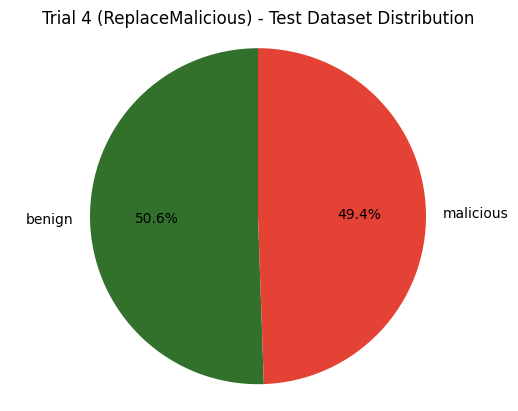 Trial 4 (ReplaceMalicious) - Test Dataset Distribution
benign
50.6%
49.4%
malicious